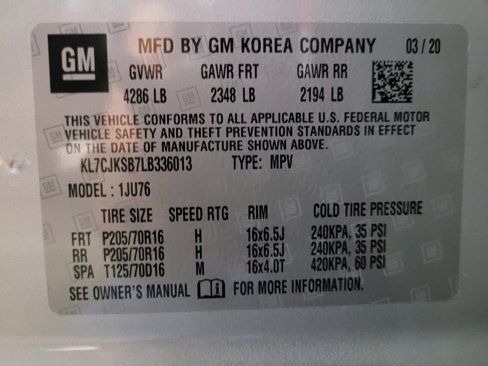 GM MFD BY GM KOREA COMPANY 03/20
GVWR GAWR FRT GAWR RR
4286 LB 2348 LB 2194 LB
THIS VEHICLE CONFORMS TO ALL APPLICABLE U.S. FEDERAL MOTOR
VEHICLE SAFETY AND THEFT PREVENTION STANDARDS IN EFFECT
ON THE DATE OF MANUFACTURE SHOWN ABOVE.
KL7CJKSB7LB336013 TYPE: MPV
MODEL : 1JU76
TIRE SIZE SPEED RTG RIM COLD TIRE PRESSURE
FRT P205/70R16 H 16x6.5J 240KPA, 35 PSI
RR P205/70R16 H 16x6.5J 240KPA, 35 PSI
SPA T125/70D16 M 16x4.0T 420KPA, 60 PSI
SEE OWNER'S MANUAL FOR MORE INFORMATION.